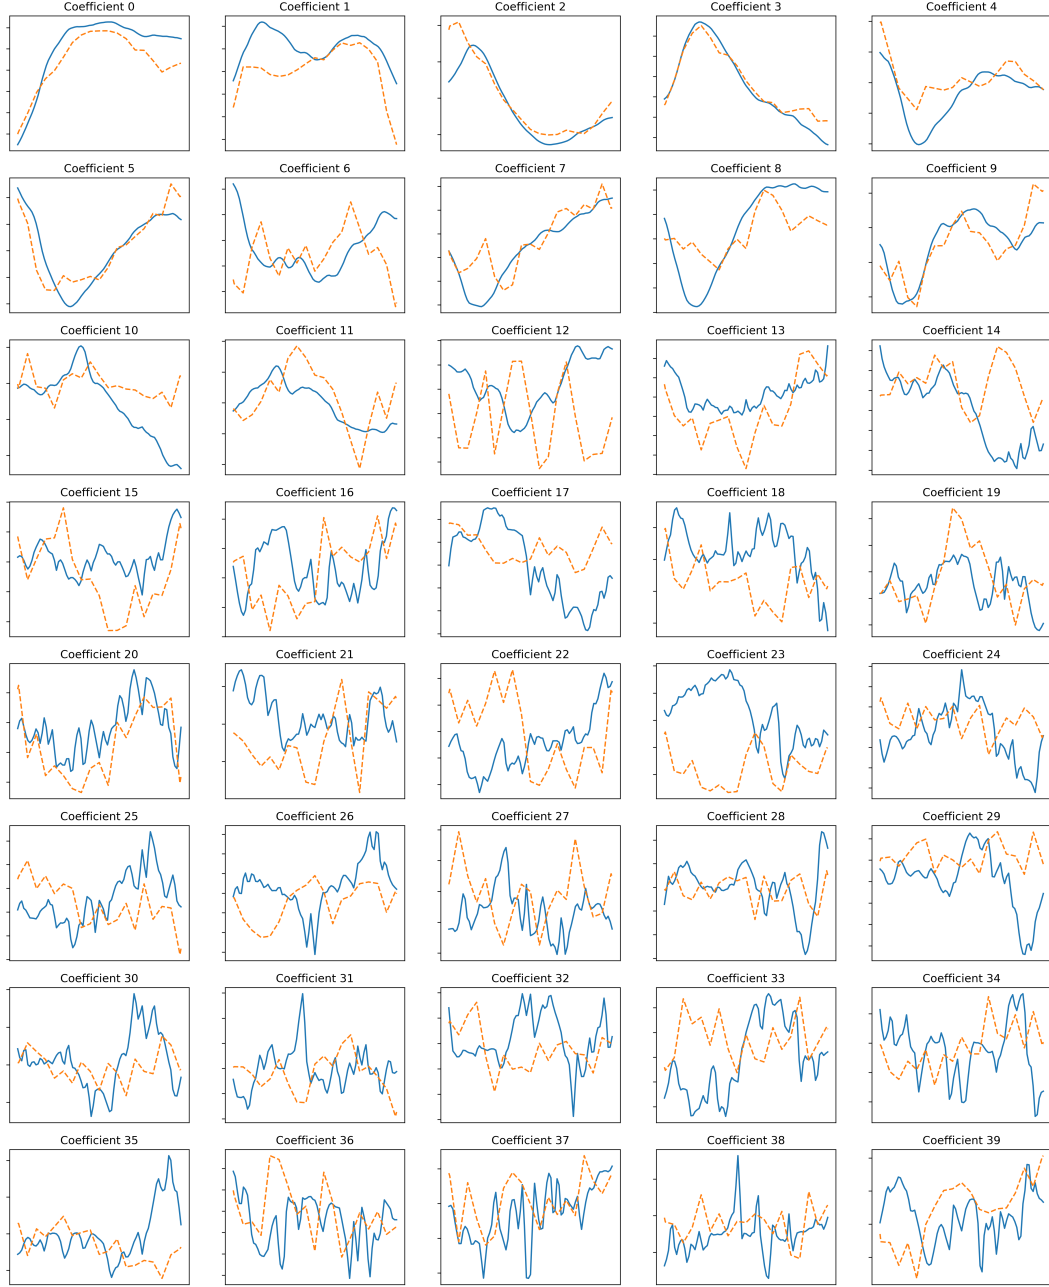 Coefficient 0
Coefficient 1
Coefficient 2
Coefficient 3
Coefficient 4
Coefficient 5
Coefficient 6
Coefficient 7
Coefficient 8
Coefficient 9
Coefficient 10
Coefficient 11
Coefficient 12
Coefficient 13
Coefficient 14
Coefficient 15
Coefficient 16
Coefficient 17
Coefficient 18
Coefficient 19
Coefficient 20
Coefficient 21
Coefficient 22
Coefficient 23
Coefficient 24
Coefficient 25
Coefficient 26
Coefficient 27
Coefficient 28
Coefficient 29
Coefficient 30
Coefficient 31
Coefficient 32
Coefficient 33
Coefficient 34
Coefficient 35
Coefficient 36
Coefficient 37
Coefficient 38
Coefficient 39